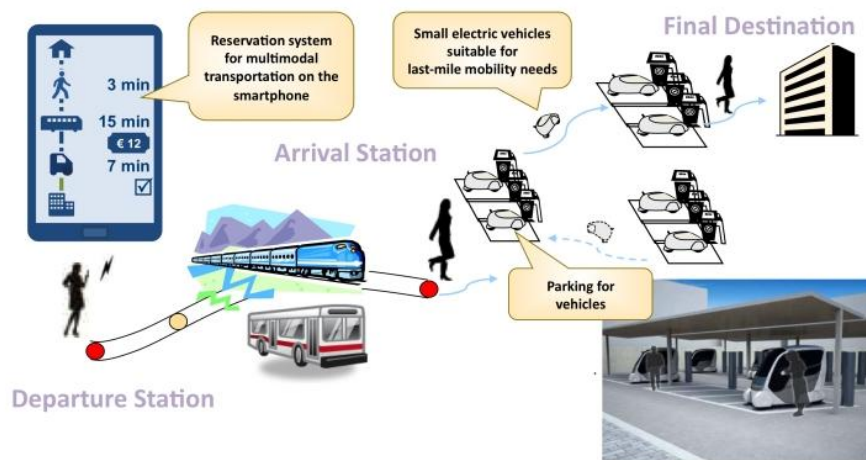 Reservation system
for multimodal
transportation on the
smartphone
3 min
15 min
€ 12
7 min
Small electric vehicles
suitable for
last-mile mobility needs
Final Destination
Arrival Station
Parking for
vehicles
Departure Station